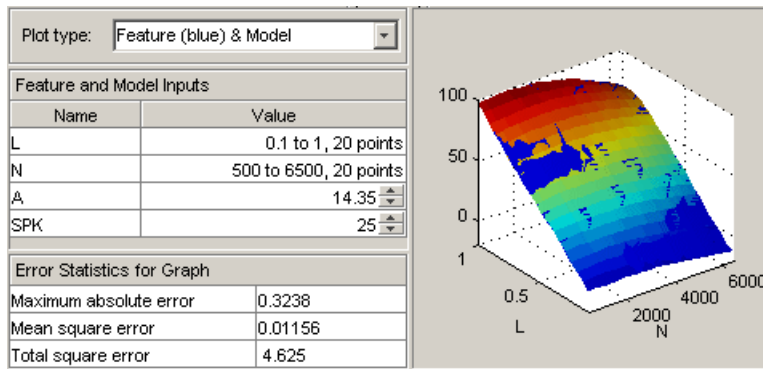 Plot type: Feature (blue) & Model
Feature and Model Inputs
Name Value
L 0.1 to 1, 20 points
N 500 to 6500, 20 points
A 14.35
SPK 25
Error Statistics for Graph
Maximum absolute error 0.3238
Mean square error 0.01156
Total square error 4.625
100
50
0
1
0.5
L
2000
4000
6000
N